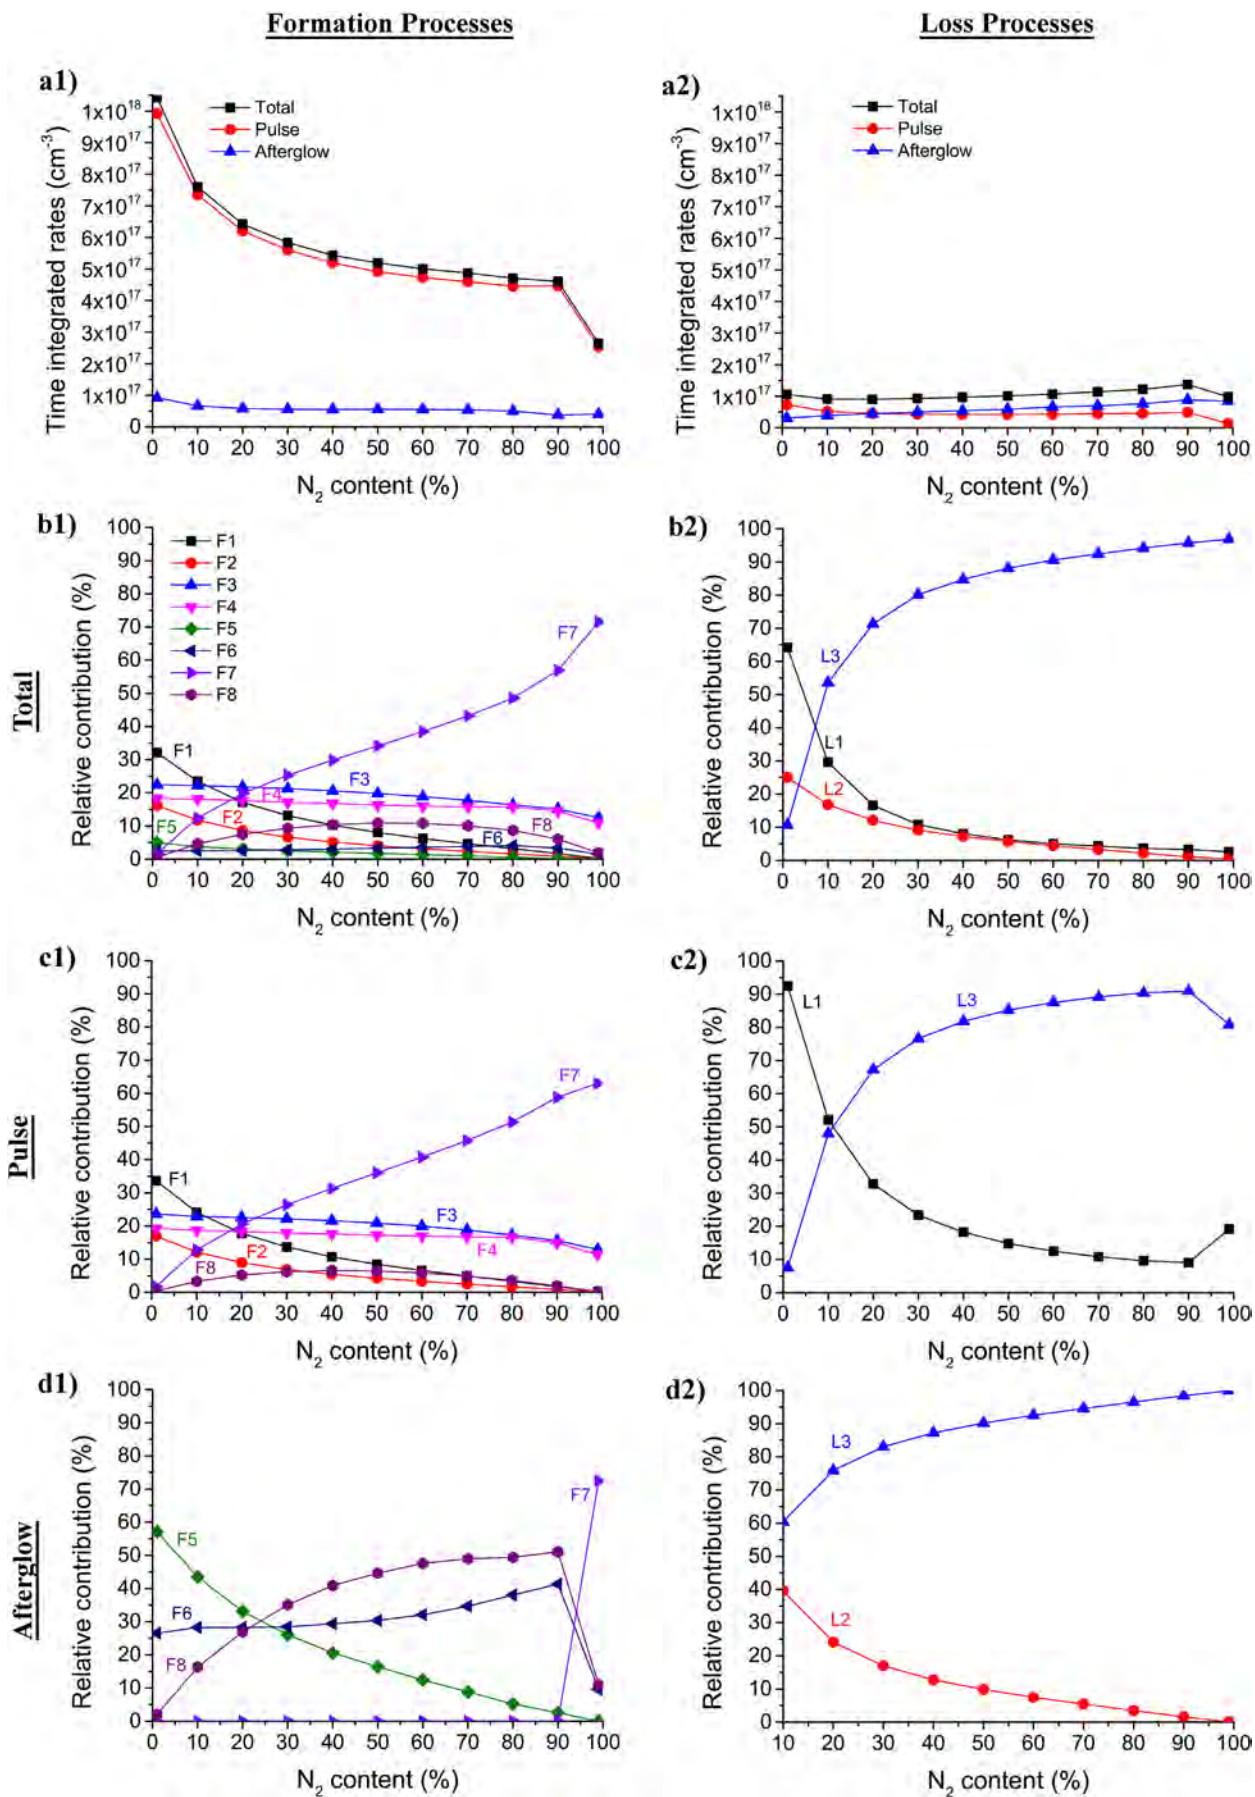 Formation Processes
Loss Processes
a1)
1x10^18
9x10^17
8x10^17
7x10^17
6x10^17
5x10^17
4x10^17
3x10^17
2x10^17
1x10^17
0
Time integrated rates (cm^-3)
Total
Pulse
Afterglow
0 10 20 30 40 50 60 70 80 90 100
N2 content (%)
a2)
1x10^18
9x10^17
8x10^17
7x10^17
6x10^17
5x10^17
4x10^17
3x10^17
2x10^17
1x10^17
0
Time integrated rates (cm^-3)
Total
Pulse
Afterglow
0 10 20 30 40 50 60 70 80 90 100
N2 content (%)
Total
b1)
100
90
80
70
60
50
40
30
20
10
0
Relative contribution (%)
F1
F2
F3
F4
F5
F6
F7
F8
F7
F1
F3
F4
F2
F5
F8
F6
0 10 20 30 40 50 60 70 80 90 100
N2 content (%)
b2)
100
90
80
70
60
50
40
30
20
10
0
Relative contribution (%)
L3
L1
L2
0 10 20 30 40 50 60 70 80 90 100
N2 content (%)
Pulse
c1)
100
90
80
70
60
50
40
30
20
10
0
Relative contribution (%)
F7
F1
F3
F4
F2
F8
0 10 20 30 40 50 60 70 80 90 100
N2 content (%)
c2)
100
90
80
70
60
50
40
30
20
10
0
Relative contribution (%)
L1
L3
0 10 20 30 40 50 60 70 80 90 100
N2 content (%)
Afterglow
d1)
100
90
80
70
60
50
40
30
20
10
0
Relative contribution (%)
F7
F5
F6
F8
0 10 20 30 40 50 60 70 80 90 100
N2 content (%)
d2)
100
90
80
70
60
50
40
30
20
10
0
Relative contribution (%)
L3
L2
10 20 30 40 50 60 70 80 90 100
N2 content (%)